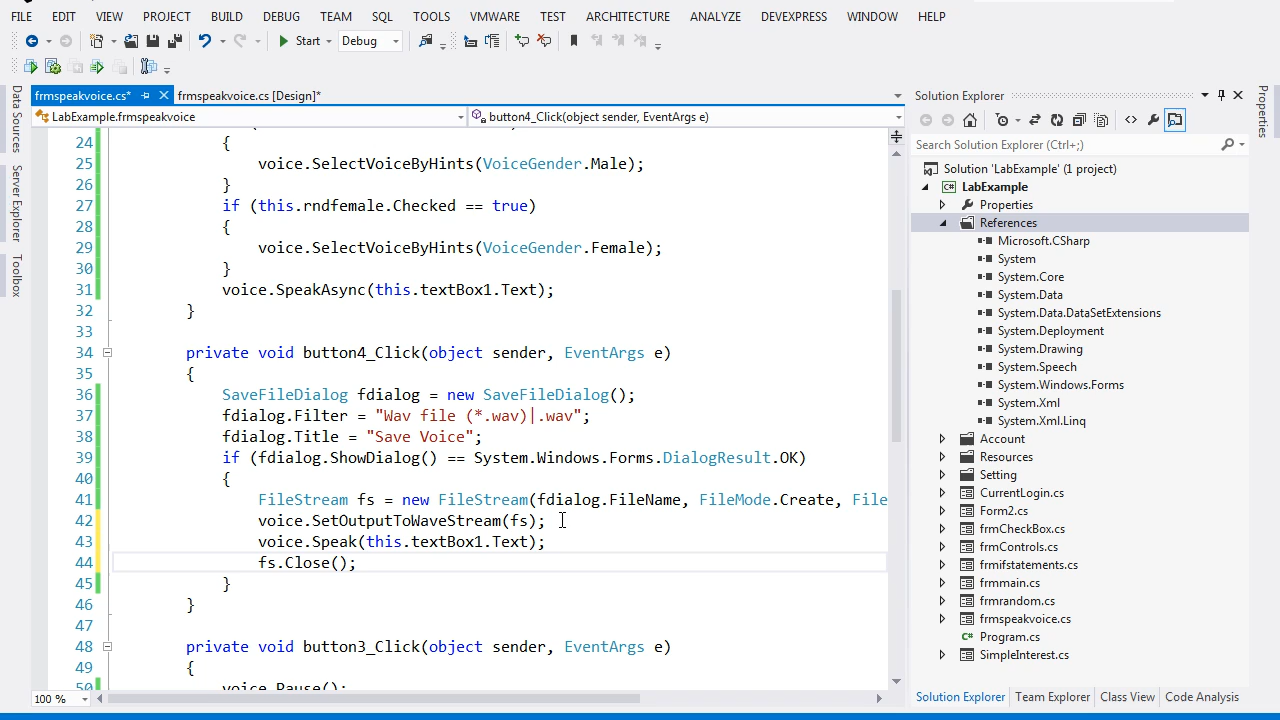 FILE EDIT VIEW PROJECT BUILD DEBUG TEAM SQL TOOLS VMWARE TEST ARCHITECTURE ANALYZE DEVEXPRESS WINDOW HELP
Start Debug
frmspeakvoice.cs* frmspeakvoice.cs [Design]*
LabExample.frmspeakvoice button4_Click(object sender, EventArgs e)
24 {
25 voice.SelectVoiceByHints(VoiceGender.Male);
26 }
27 if (this.rndfemale.Checked == true)
28 {
29 voice.SelectVoiceByHints(VoiceGender.Female);
30 }
31 voice.SpeakAsync(this.textBox1.Text);
32 }
33
34 private void button4_Click(object sender, EventArgs e)
35 {
36 SaveFileDialog fdialog = new SaveFileDialog();
37 fdialog.Filter = "Wav file (*.wav)|.wav";
38 fdialog.Title = "Save Voice";
39 if (fdialog.ShowDialog() == System.Windows.Forms.DialogResult.OK)
40 {
41 FileStream fs = new FileStream(fdialog.FileName, FileMode.Create, File
42 voice.SetOutputToWaveStream(fs);
43 voice.Speak(this.textBox1.Text);
44 fs.Close();
45 }
46 }
47
48 private void button3_Click(object sender, EventArgs e)
49 {
50 voice.Pause();
100 %
Data Sources
Server Explorer
Toolbox
Solution Explorer
Search Solution Explorer (Ctrl+;)
Solution 'LabExample' (1 project)
LabExample
Properties
References
Microsoft.CSharp
System
System.Core
System.Data
System.Data.DataSetExtensions
System.Deployment
System.Drawing
System.Speech
System.Windows.Forms
System.Xml
System.Xml.Linq
Account
Resources
Setting
CurrentLogin.cs
Form2.cs
frmCheckBox.cs
frmControls.cs
frmifstatements.cs
frmmain.cs
frmrandom.cs
frmspeakvoice.cs
Program.cs
SimpleInterest.cs
Solution Explorer Team Explorer Class View Code Analysis
Properties